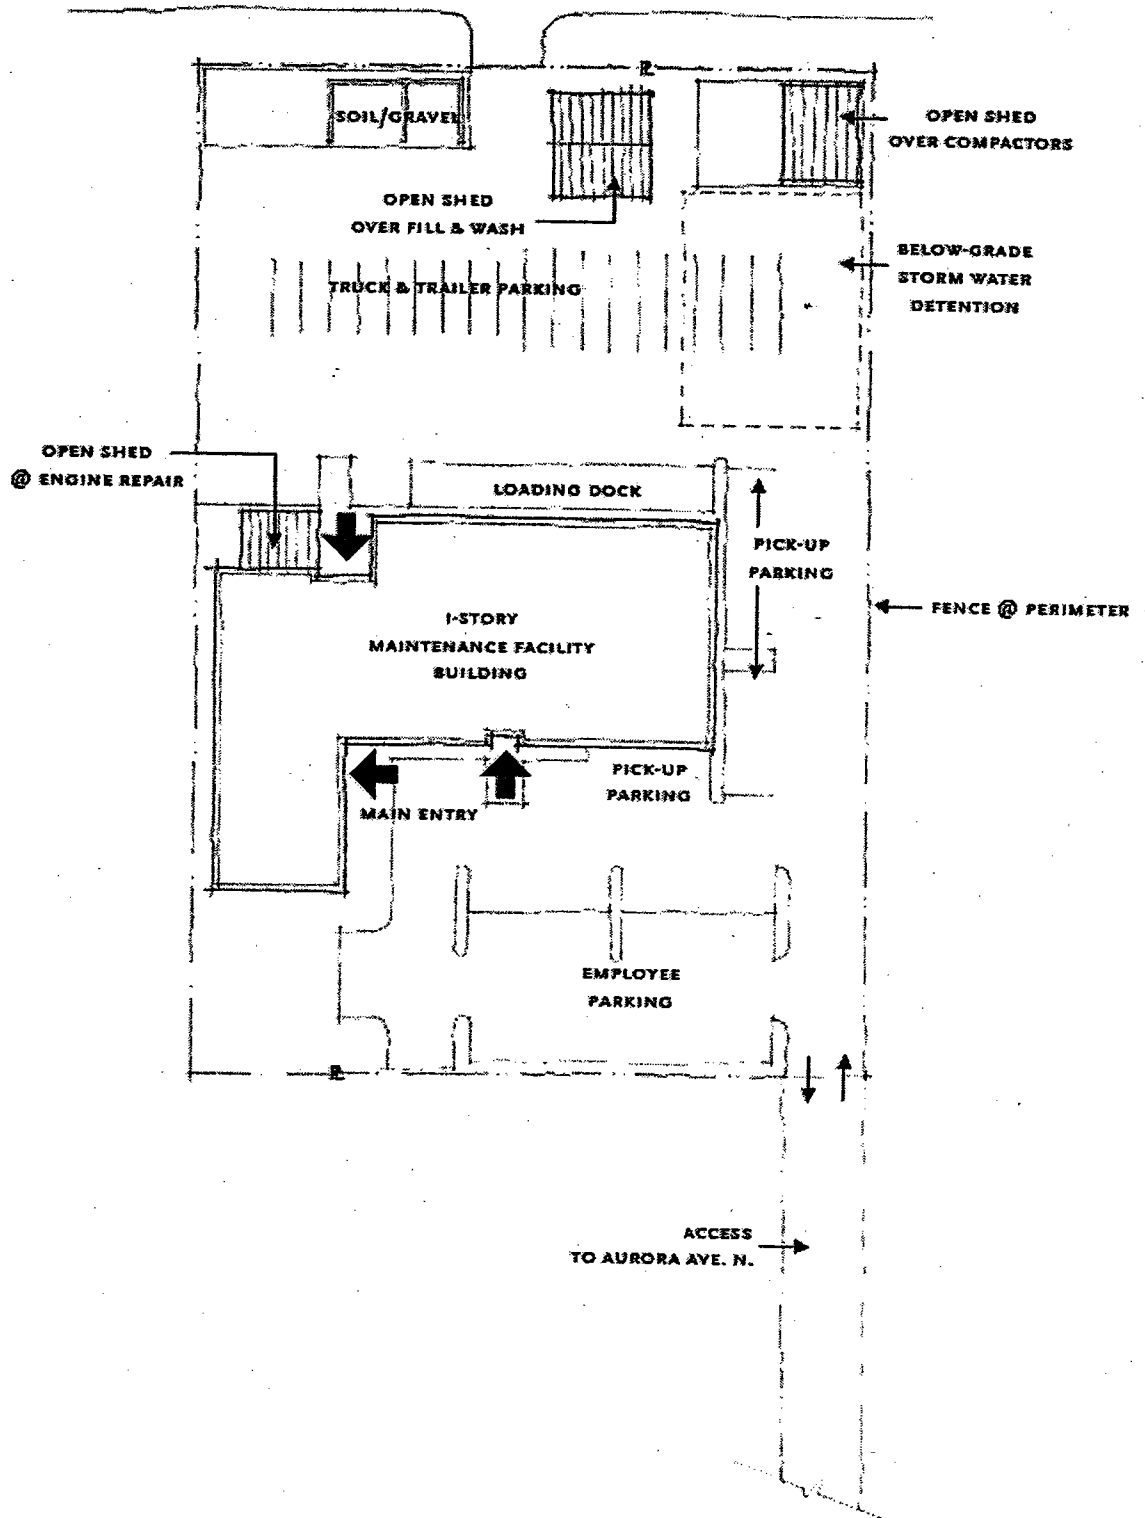 PL
SOIL/GRAVEL
OPEN SHED
OVER COMPACTORS
OPEN SHED
OVER FILL & WASH
BELOW-GRADE
STORM WATER
DETENTION
TRUCK & TRAILER PARKING
OPEN SHED
@ ENGINE REPAIR
LOADING DOCK
PICK-UP
PARKING
FENCE @ PERIMETER
1-STORY
MAINTENANCE FACILITY
BUILDING
PICK-UP
PARKING
MAIN ENTRY
EMPLOYEE
PARKING
PL
ACCESS
TO AURORA AVE. N.